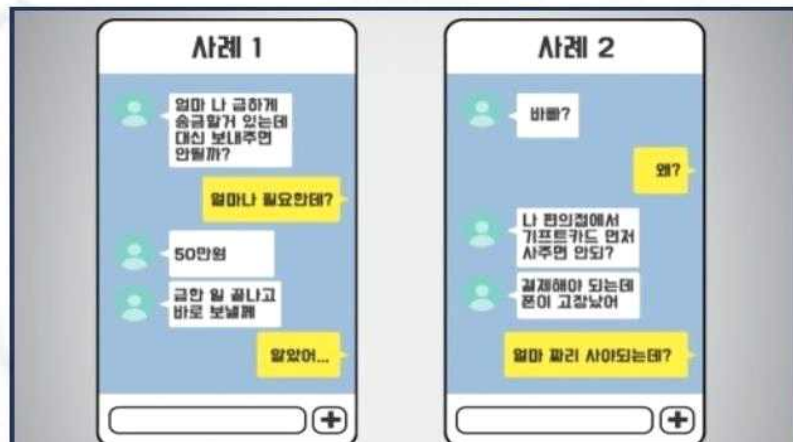 사례 1
엄마 나 급하게
송금할거 있는데
대신 보내주면
안될까?
얼마나 필요한데?
50만원
급한 일 끝나고
바로 보낼께
알았어...
사례 2
바빠?
왜?
나 편의점에서
기프트카드 먼저
사주면 안되?
결제해야 되는데
폰이 고장났어
얼마 짜리 사야되는데?